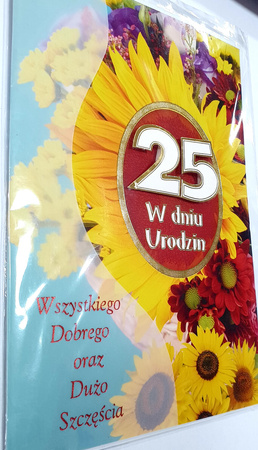 25
W dniu
Urodzin
Wszystkiego
Dobrego
oraz
Dużo
Szczęścia